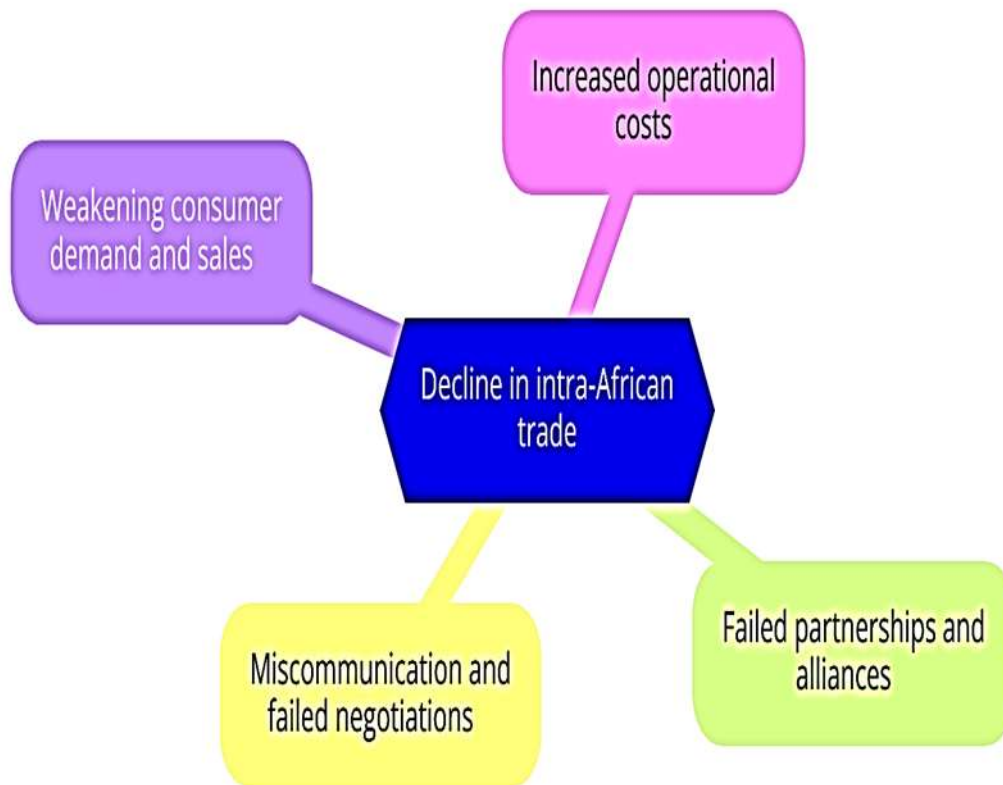 Increased operational
costs
Weakening consumer
demand and sales
Decline in intra-African
trade
Failed partnerships and
alliances
Miscommunication and
failed negotiations